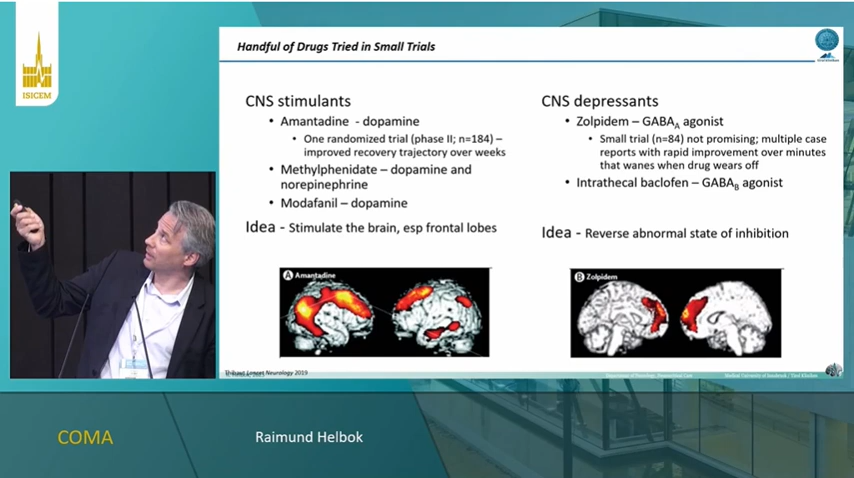 ISICEM
Handful of Drugs Tried in Small Trials
CNS stimulants
• Amantadine - dopamine
• One randomized trial (phase II; n=184) –
improved recovery trajectory over weeks
• Methylphenidate – dopamine and
norepinephrine
• Modafanil – dopamine
Idea - Stimulate the brain, esp frontal lobes
CNS depressants
• Zolpidem – GABAA agonist
• Small trial (n=84) not promising; multiple case
reports with rapid improvement over minutes
that wanes when drug wears off
• Intrathecal baclofen – GABAB agonist
Idea - Reverse abnormal state of inhibition
A Amantadine
B Zolpidem
Thibaut Lancet Neurology 2019
Department of Neurology, Neurocritical Care
Medical University of Innsbruck / Tirol Kliniken
COMA
Raimund Helbok